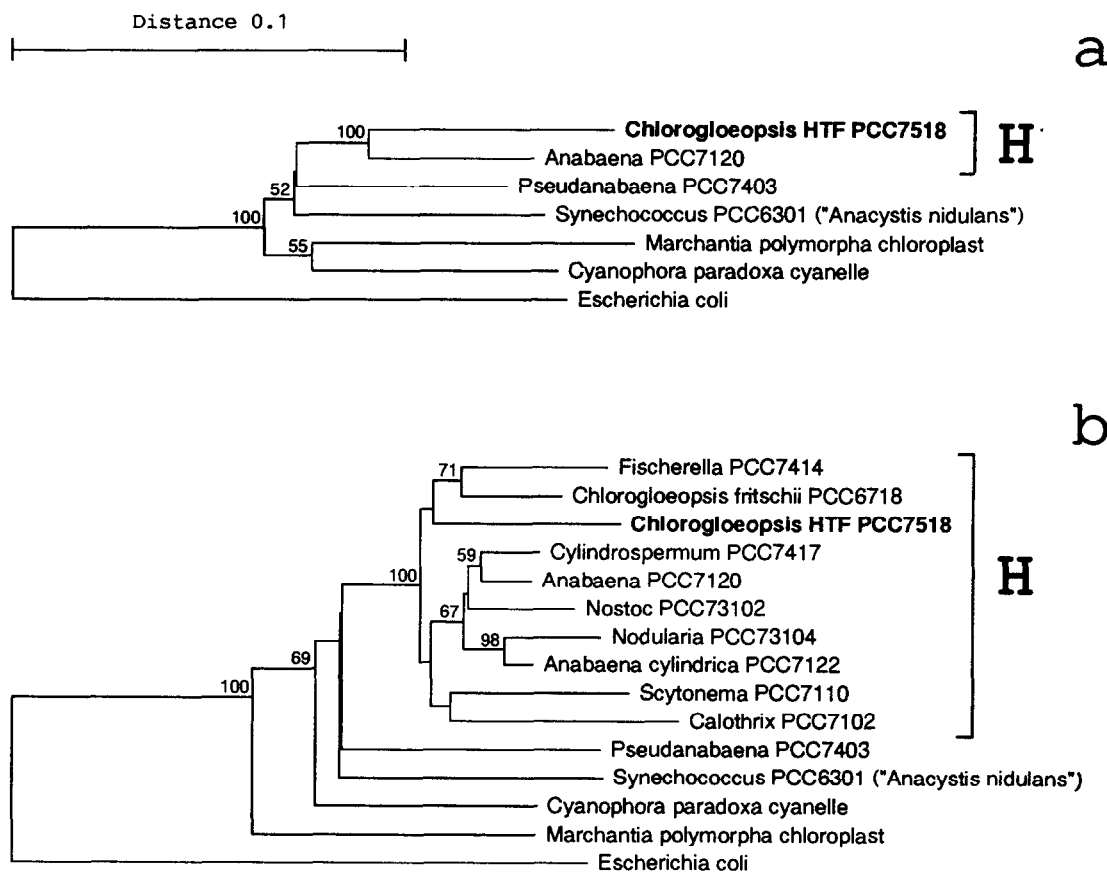 Distance 0.1
a
100
Chlorogloeopsis HTF PCC7518
H
Anabaena PCC7120
52
Pseudanabaena PCC7403
100
Synechococcus PCC6301 ("Anacystis nidulans")
55
Marchantia polymorpha chloroplast
Cyanophora paradoxa cyanelle
Escherichia coli
b
71
Fischerella PCC7414
Chlorogloeopsis fritschii PCC6718
Chlorogloeopsis HTF PCC7518
59
Cylindrospermum PCC7417
100
Anabaena PCC7120
H
Nostoc PCC73102
67
Nodularia PCC73104
98
Anabaena cylindrica PCC7122
69
Scytonema PCC7110
100
Calothrix PCC7102
Pseudanabaena PCC7403
Synechococcus PCC6301 ("Anacystis nidulans")
Cyanophora paradoxa cyanelle
Marchantia polymorpha chloroplast
Escherichia coli